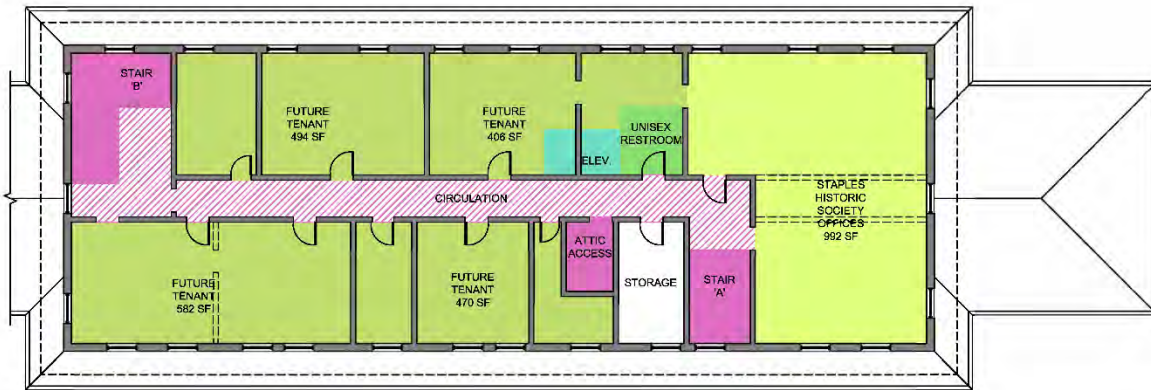 STAIR
'B'
FUTURE
TENANT
494 SF
FUTURE
TENANT
406 SF
UNISEX
RESTROOM
ELEV.
CIRCULATION
STAPLES
HISTORIC
SOCIETY
OFFICES
992 SF
FUTURE
TENANT
582 SF
FUTURE
TENANT
470 SF
ATTIC
ACCESS
STORAGE
STAIR
'A'